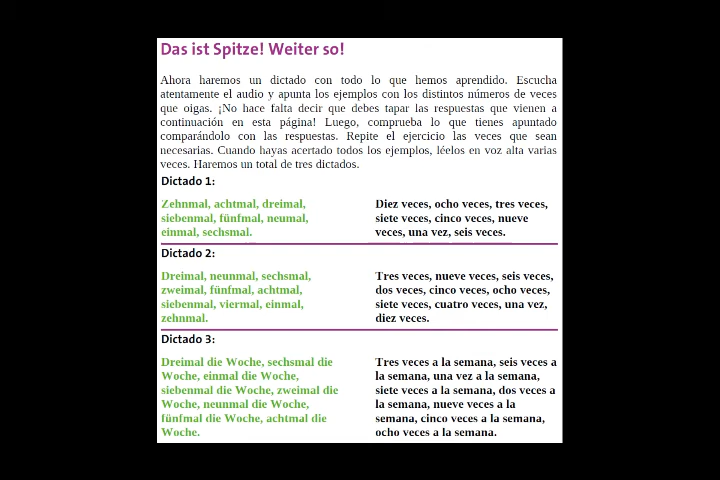 Das ist Spitze! Weiter so!
Ahora haremos un dictado con todo lo que hemos aprendido. Escucha
atentamente el audio y apunta los ejemplos con los distintos números de veces
que oigas. ¡No hace falta decir que debes tapar las respuestas que vienen a
continuación en esta página! Luego, comprueba lo que tienes apuntado
comparándolo con las respuestas. Repite el ejercicio las veces que sean
necesarias. Cuando hayas acertado todos los ejemplos, léelos en voz alta varias
veces. Haremos un total de tres dictados.
Dictado 1:
Zehnmal, achtmal, dreimal,
siebenmal, fünfmal, neumal,
einmal, sechsmal.
Diez veces, ocho veces, tres veces,
siete veces, cinco veces, nueve
veces, una vez, seis veces.
Dictado 2:
Dreimal, neunmal, sechsmal,
zweimal, fünfmal, achtmal,
siebenmal, viermal, einmal,
zehnmal.
Tres veces, nueve veces, seis veces,
dos veces, cinco veces, ocho veces,
siete veces, cuatro veces, una vez,
diez veces.
Dictado 3:
Dreimal die Woche, sechsmal die
Woche, einmal die Woche,
siebenmal die Woche, zweimal die
Woche, neunmal die Woche,
fünfmal die Woche, achtmal die
Woche.
Tres veces a la semana, seis veces a
la semana, una vez a la semana,
siete veces a la semana, dos veces a
la semana, nueve veces a la
semana, cinco veces a la semana,
ocho veces a la semana.